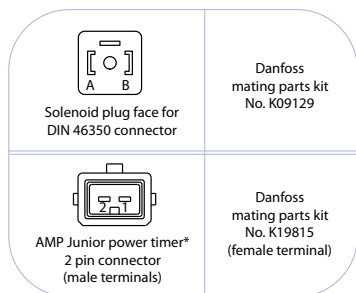 A B
Solenoid plug face for
DIN 46350 connector
Danfoss
mating parts kit
No. K09129
2 1
AMP Junior power timer*
2 pin connector
(male terminals)
Danfoss
mating parts kit
No. K19815
(female terminal)